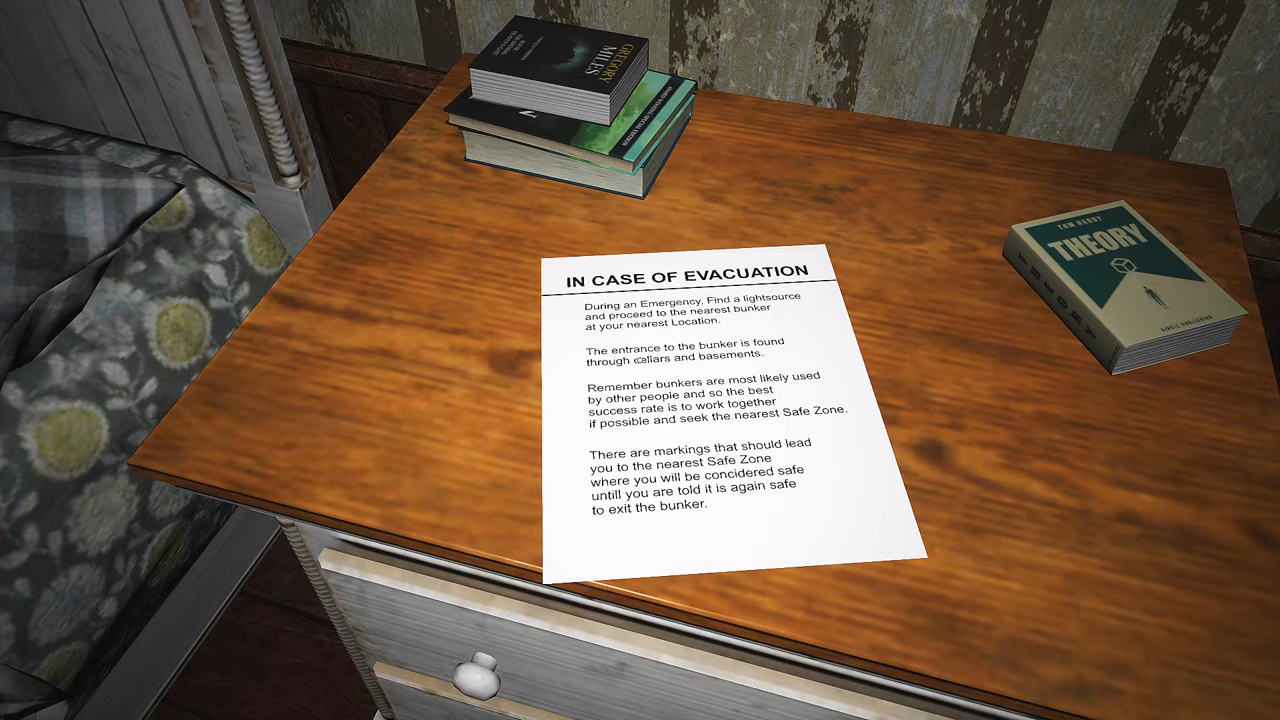 GREGORY
MILES
IN CASE OF EVACUATION
During an Emergency, Find a lightsource
and proceed to the nearest bunker
at your nearest Location.
The entrance to the bunker is found
through cellars and basements.
Remember bunkers are most likely used
by other people and so the best
success rate is to work together
if possible and seek the nearest Safe Zone.
There are markings that should lead
you to the nearest Safe Zone
where you will be concidered safe
untill you are told it is again safe
to exit the bunker.
TOM HARDY
THEORY
THEORY